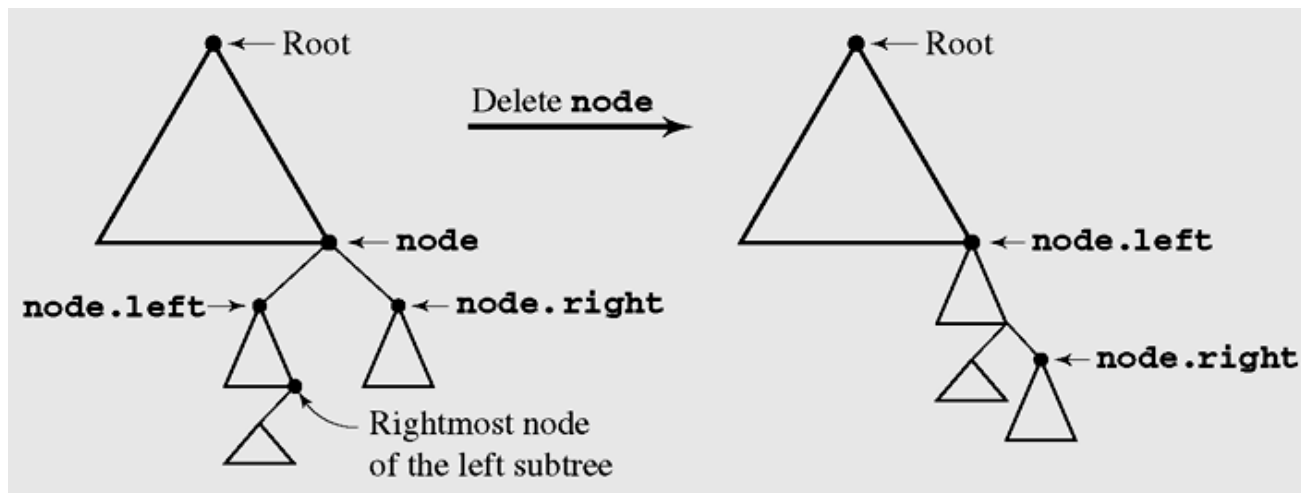 Root
Delete node
node
node.left
node.right
Rightmost node
of the left subtree
Root
node.left
node.right